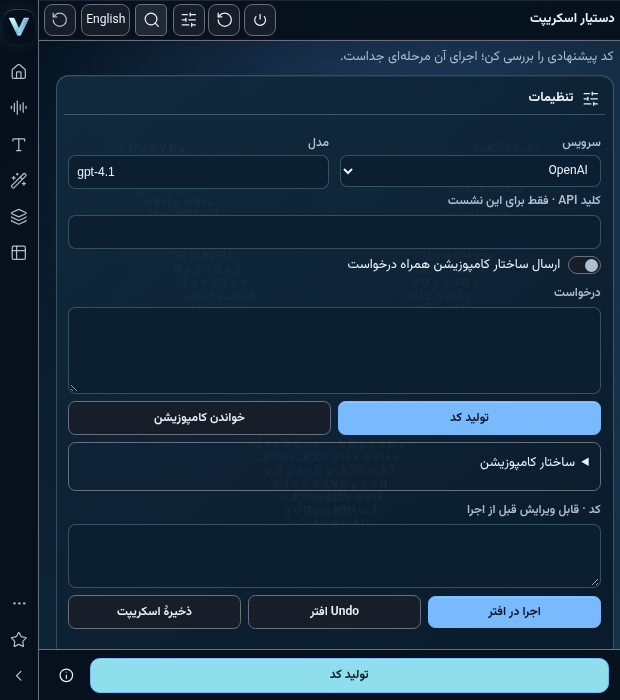 دستیار اسکریپت
English
کد پیشنهادی را بررسی کن؛ اجرای آن مرحله‌ای جداست.
تنظیمات
سرویس
مدل
OpenAI
gpt-4.1
کلید API · فقط برای این نشست
ارسال ساختار کامپوزیشن همراه درخواست
درخواست
تولید کد
خواندن کامپوزیشن
ساختار کامپوزیشن
کد · قابل ویرایش قبل از اجرا
اجرا در افتر
Undo افتر
ذخیرهٔ اسکریپت
تولید کد